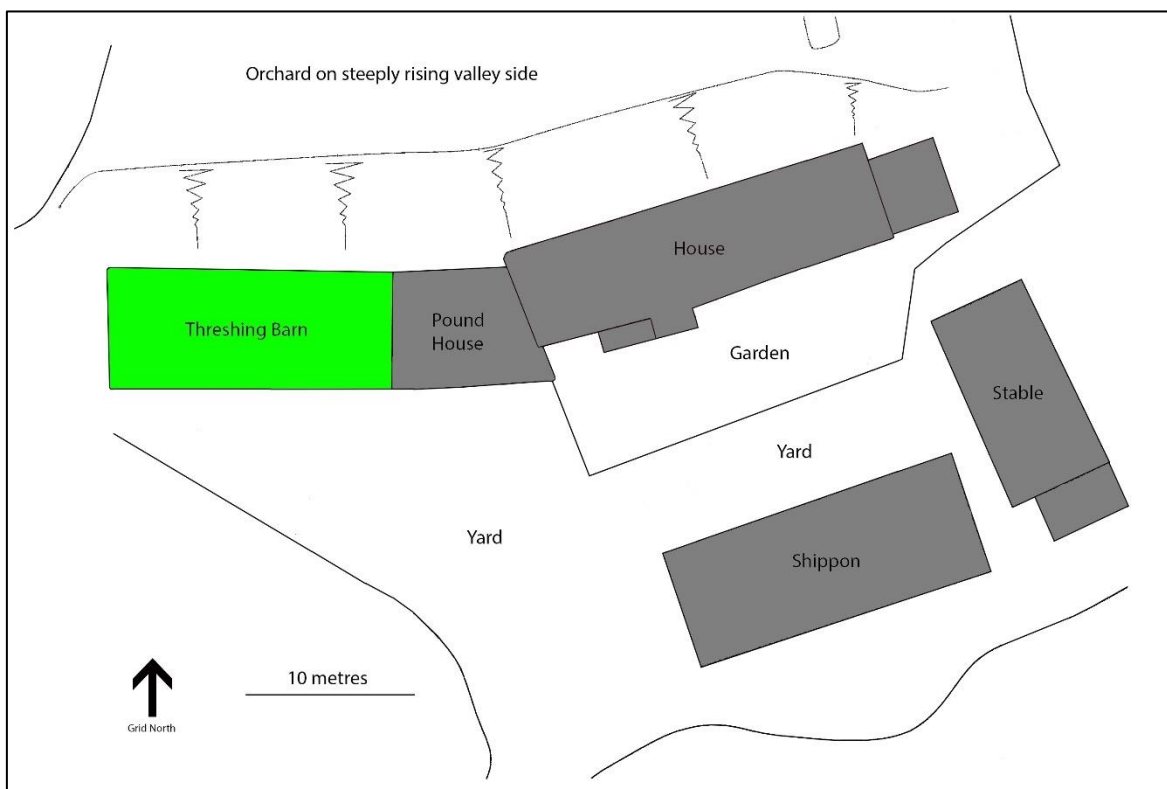 Orchard on steeply rising valley side
House
Threshing Barn
Pound
House
Garden
Stable
Yard
Yard
Shippon
10 metres
Grid North